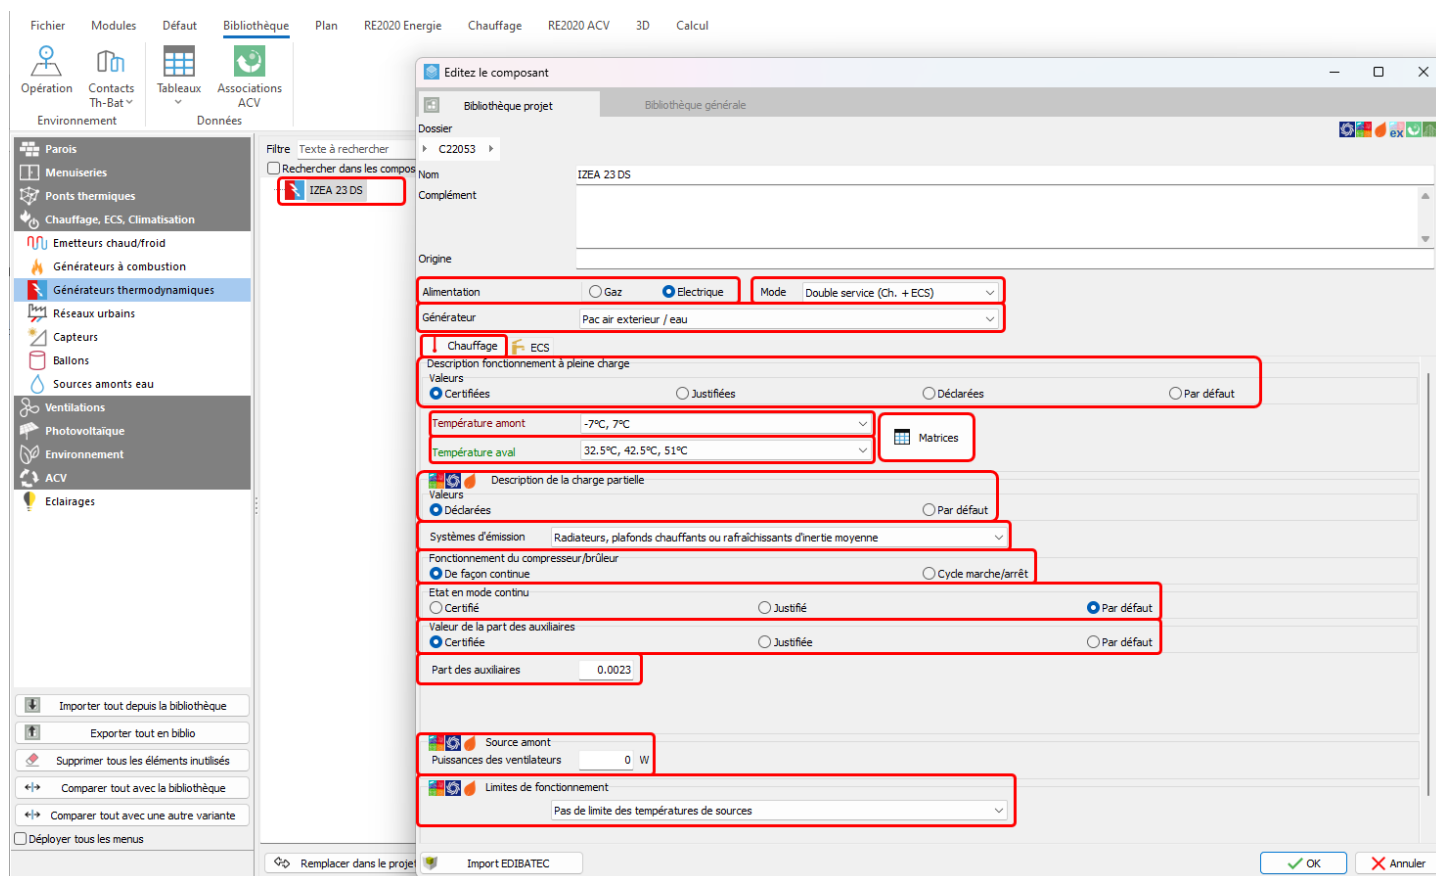 Fichier Modules Défaut Bibliothèque Plan RE2020 Energie Chauffage RE2020 ACV 3D Calcul
Opération Contacts Th-Bat Tableaux Associations ACV
Environnement Données
Editez le composant
Bibliothèque projet Bibliothèque générale
Dossier
C22053
ex
Nom IZEA 23 DS
Complément
Origine
Parois
Menuiseries
Ponts thermiques
Chauffage, ECS, Climatisation
Emetteurs chaud/froid
Générateurs à combustion
Générateurs thermodynamiques
Réseaux urbains
Capteurs
Ballons
Sources amonts eau
Ventilations
Photovoltaïque
Environnement
ACV
Eclairages
Filtre Texte à rechercher
Rechercher dans les compos
IZEA 23 DS
Alimentation Gaz Electrique Mode Double service (Ch. + ECS)
Générateur Pac air exterieur / eau
Chauffage ECS
Description fonctionnement à pleine charge
Valeurs
Certifiées Justifiées Déclarées Par défaut
Température amont -7°C, 7°C
Température aval 32.5°C, 42.5°C, 51°C
Matrices
Description de la charge partielle
Valeurs
Déclarées Par défaut
Systèmes d'émission Radiateurs, plafonds chauffants ou rafraîchissants d'inertie moyenne
Fonctionnement du compresseur/brûleur
De façon continue Cycle marche/arrêt
Etat en mode continu
Certifié Justifié Par défaut
Valeur de la part des auxiliaires
Certifiée Justifiée Par défaut
Part des auxiliaires 0.0023
Source amont
Puissances des ventilateurs 0 W
Limites de fonctionnement
Pas de limite des températures de sources
Importer tout depuis la bibliothèque
Exporter tout en biblio
Supprimer tous les éléments inutilisés
Comparer tout avec la bibliothèque
Comparer tout avec une autre variante
Déployer tous les menus
Remplacer dans le projet
Import EDIBATEC OK Annuler